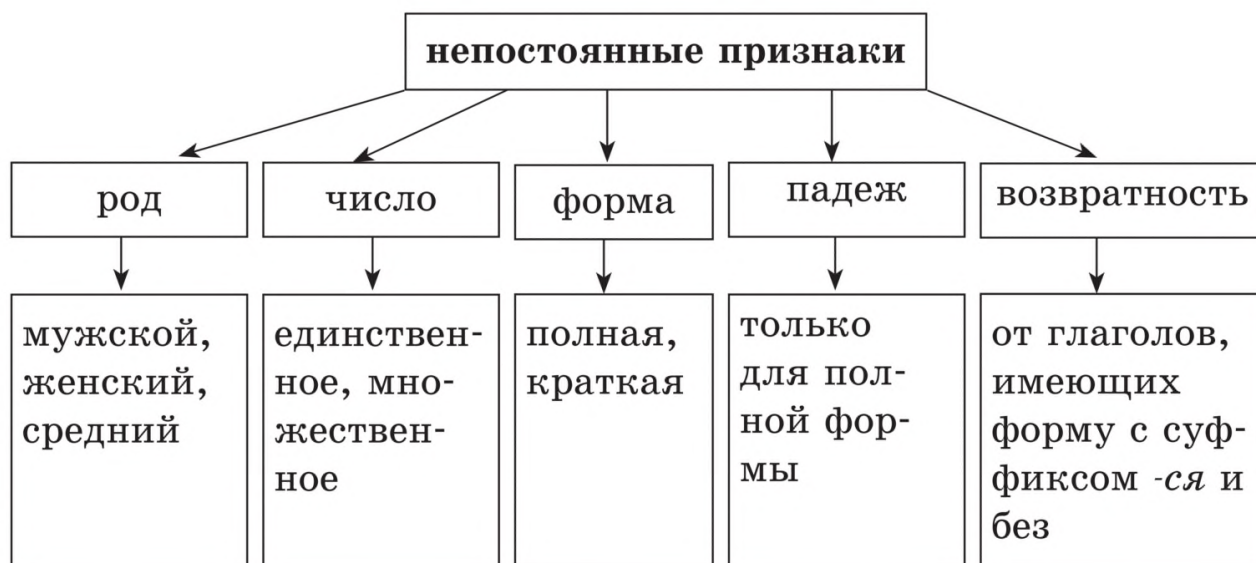 непостоянные признаки
род
число
форма
падеж
возвратность
мужской,
женский,
средний
единствен-
ное, мно-
жествен-
ное
полная,
краткая
только
для пол-
ной фор-
мы
от глаголов,
имеющих
форму с суф-
фиксом -ся и
без